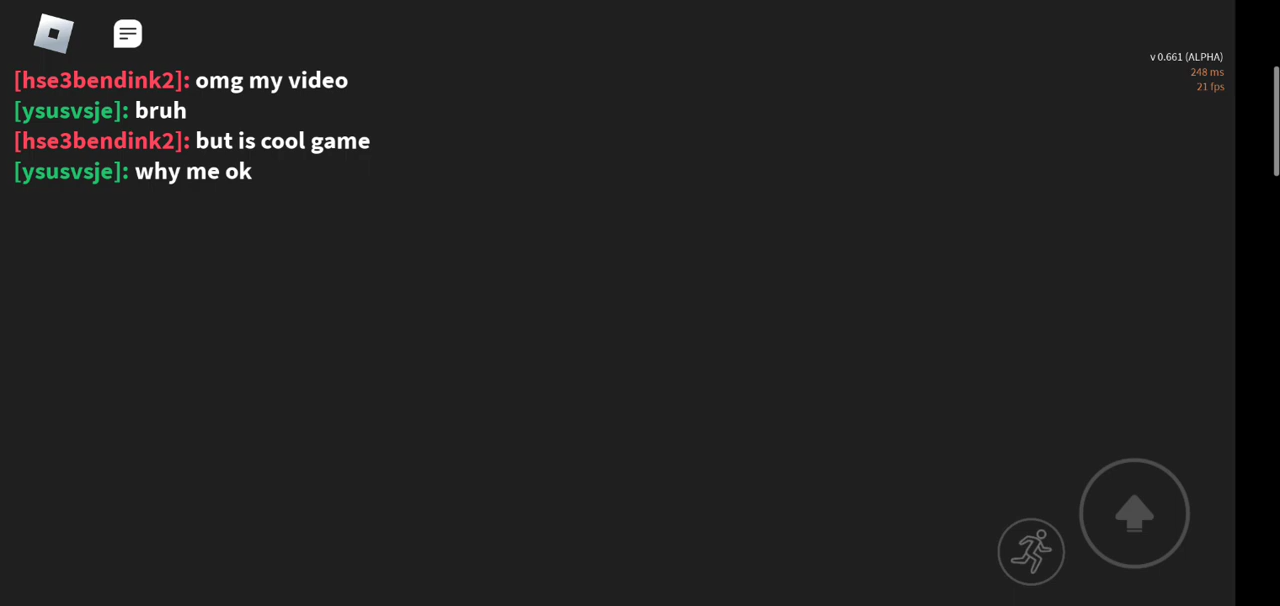 [hse3bendink2]: omg my video
v 0.661 (ALPHA)
248 ms
21 fps
[ysusvsje]: bruh
[hse3bendink2]: but is cool game
[ysusvsje]: why me ok